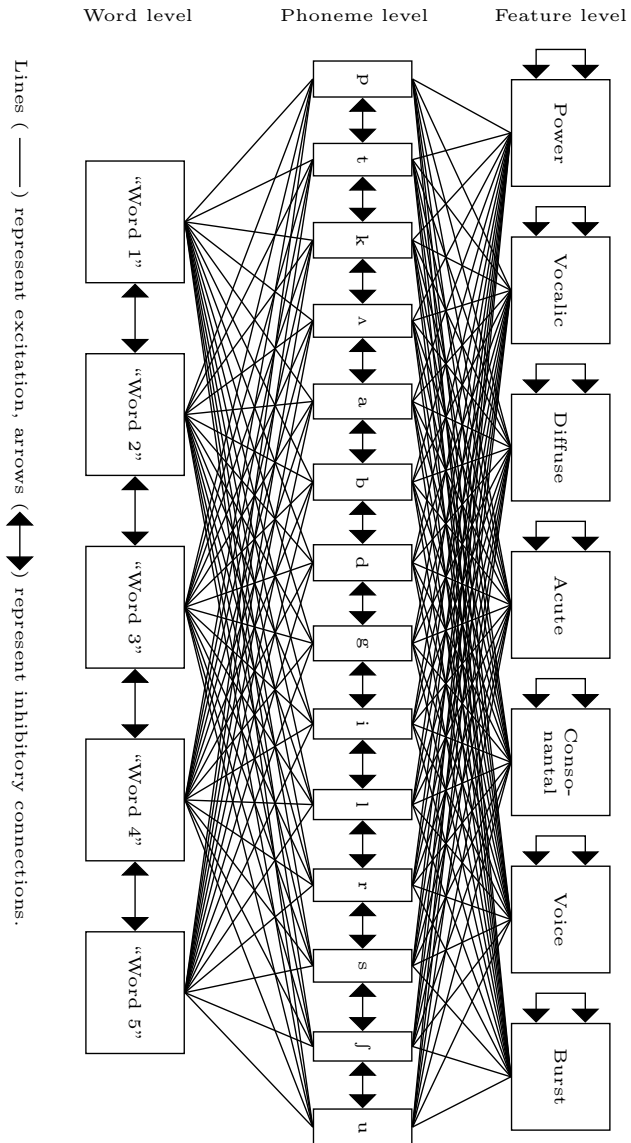 Word level
Phoneme level
Feature level
Power
Vocalic
Diffuse
Acute
Conso-
nantal
Voice
Burst
p
t
k
ʌ
a
b
d
g
i
l
r
s
ʃ
u
“Word 1”
“Word 2”
“Word 3”
“Word 4”
“Word 5”
Lines ( ) represent excitation, arrows ( ) represent inhibitory connections.